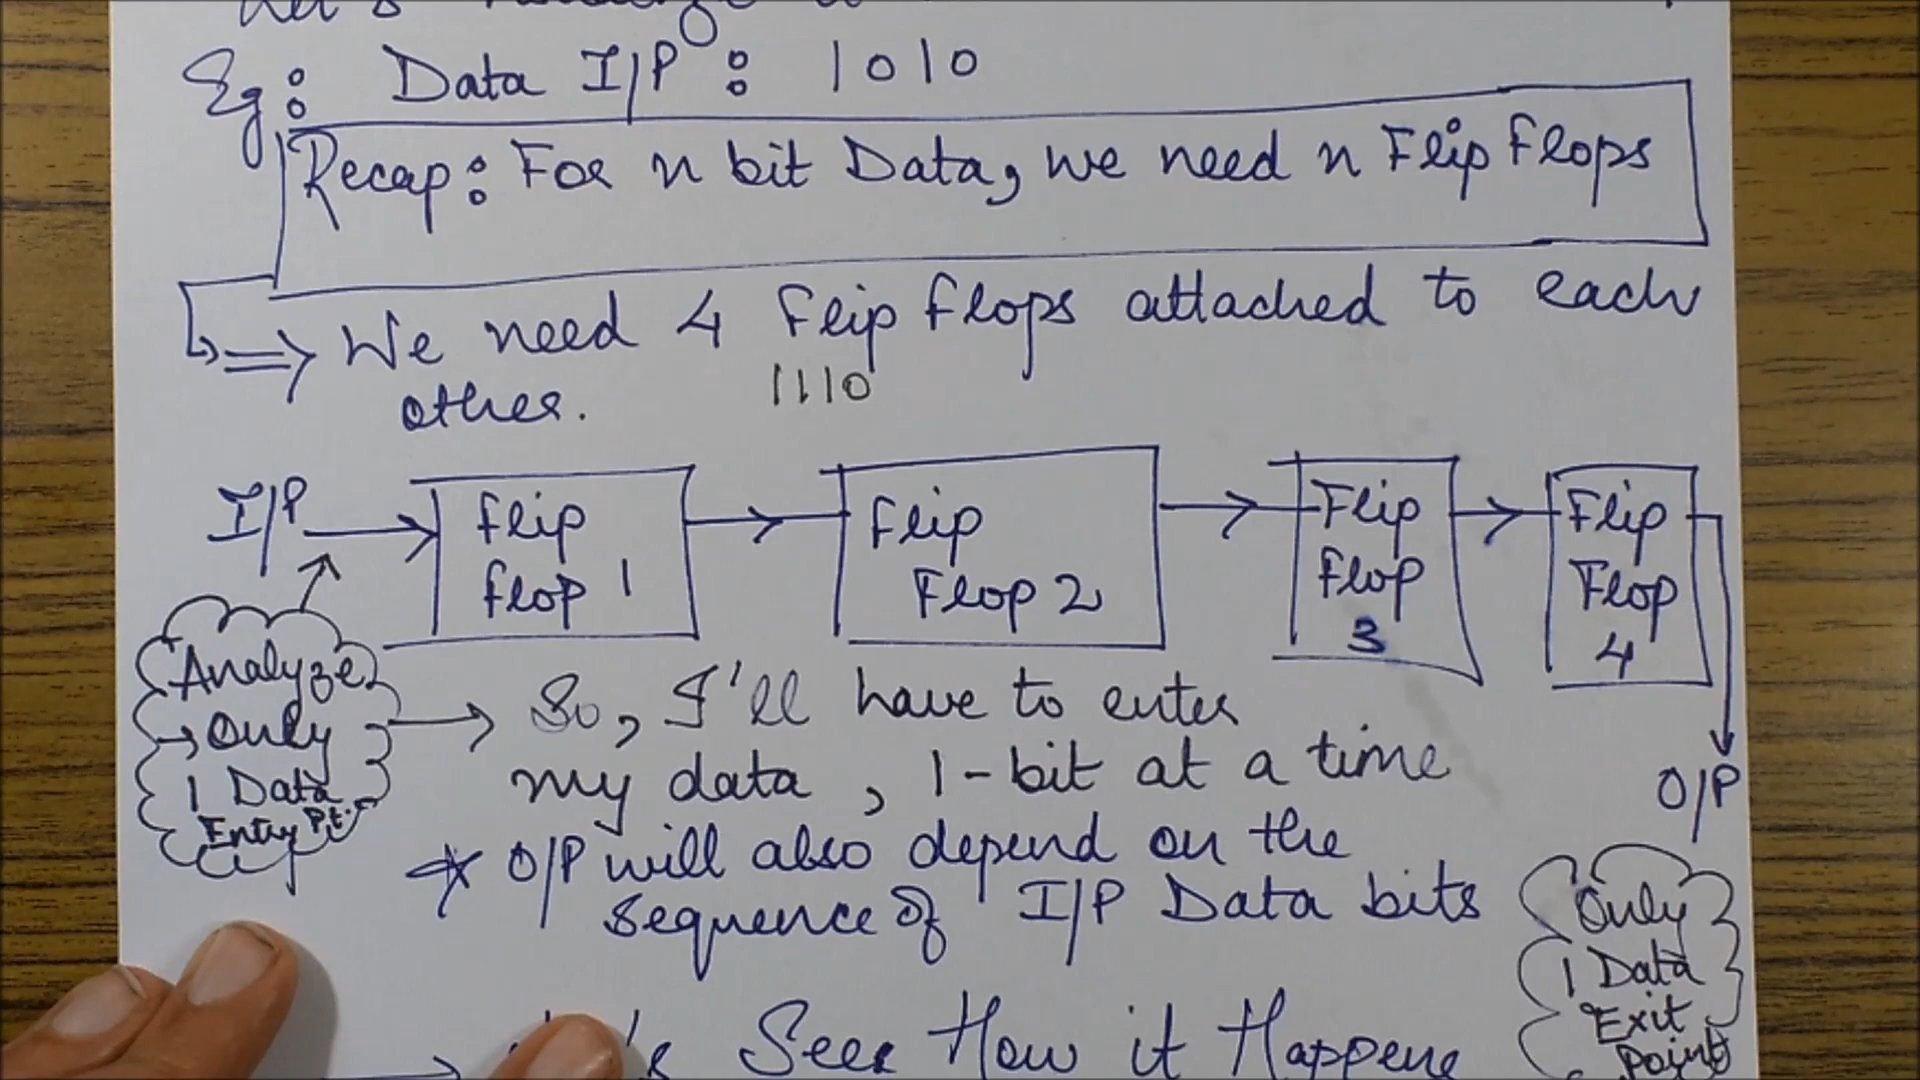 Let's
Eg: Data I/P: 1010
Recap: For n bit Data, we need n Flip Flops
We need 4 Flip Flops attached to each
other.
1110
I/P
Flip
Flop 1
Flip
Flop 2
Flip
Flop
3
Flip
Flop
4
O/P
Analyze
Only
1 Data
Entry Pt.
So, I'll have to enter
my data, 1-bit at a time
O/P will also depend on the
sequence of I/P Data bits
Only
1 Data
Exit
Point
See How it Happens